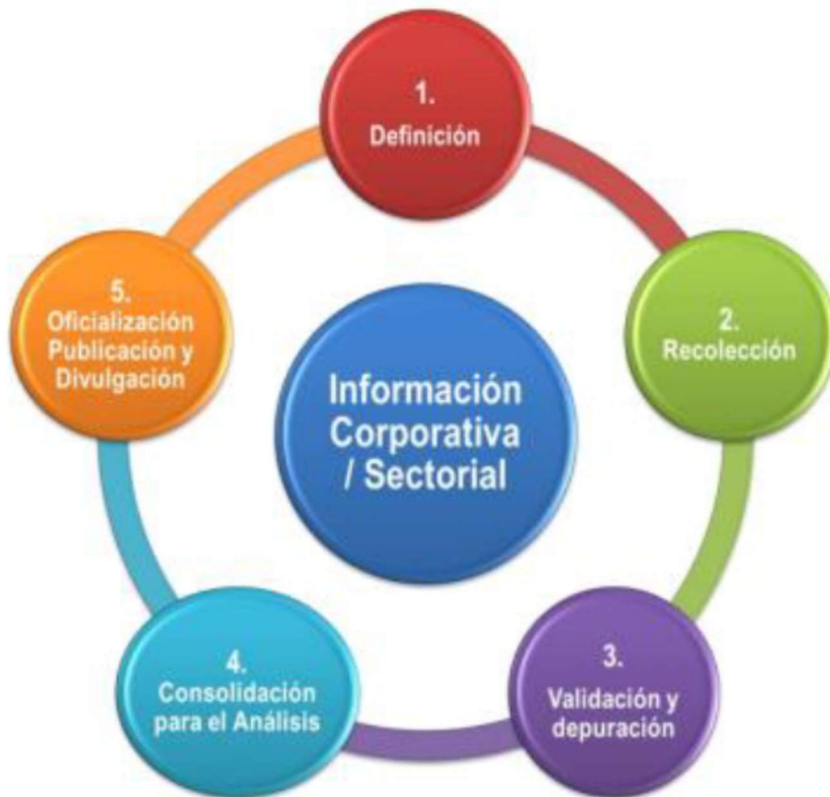 1.
Definición
2.
Recolección
3.
Validación y
depuración
4.
Consolidación
para el Análisis
5.
Oficialización
Publicación y
Divulgación
Información
Corporativa
/ Sectorial